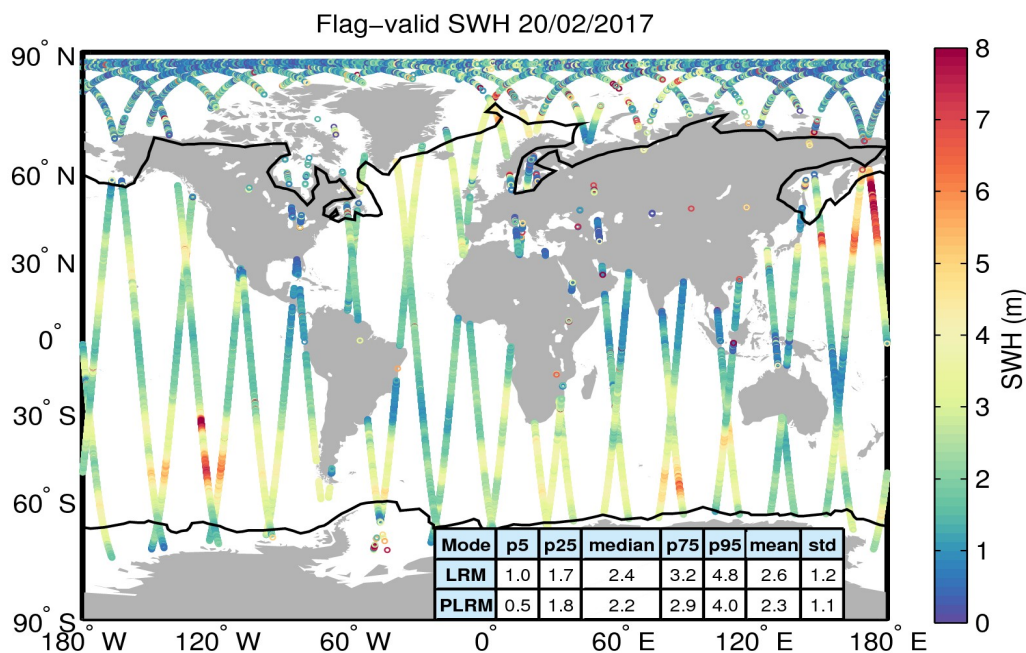 Flag−valid SWH 20/02/2017
90° N
60° N
30° N
0°
30° S
60° S
90° S
180° W
120° W
60° W
0°
60° E
120° E
180° E
8
7
6
5
4
3
2
1
0
SWH (m)
Mode p5 p25 median p75 p95 mean std
LRM 1.0 1.7 2.4 3.2 4.8 2.6 1.2
PLRM 0.5 1.8 2.2 2.9 4.0 2.3 1.1